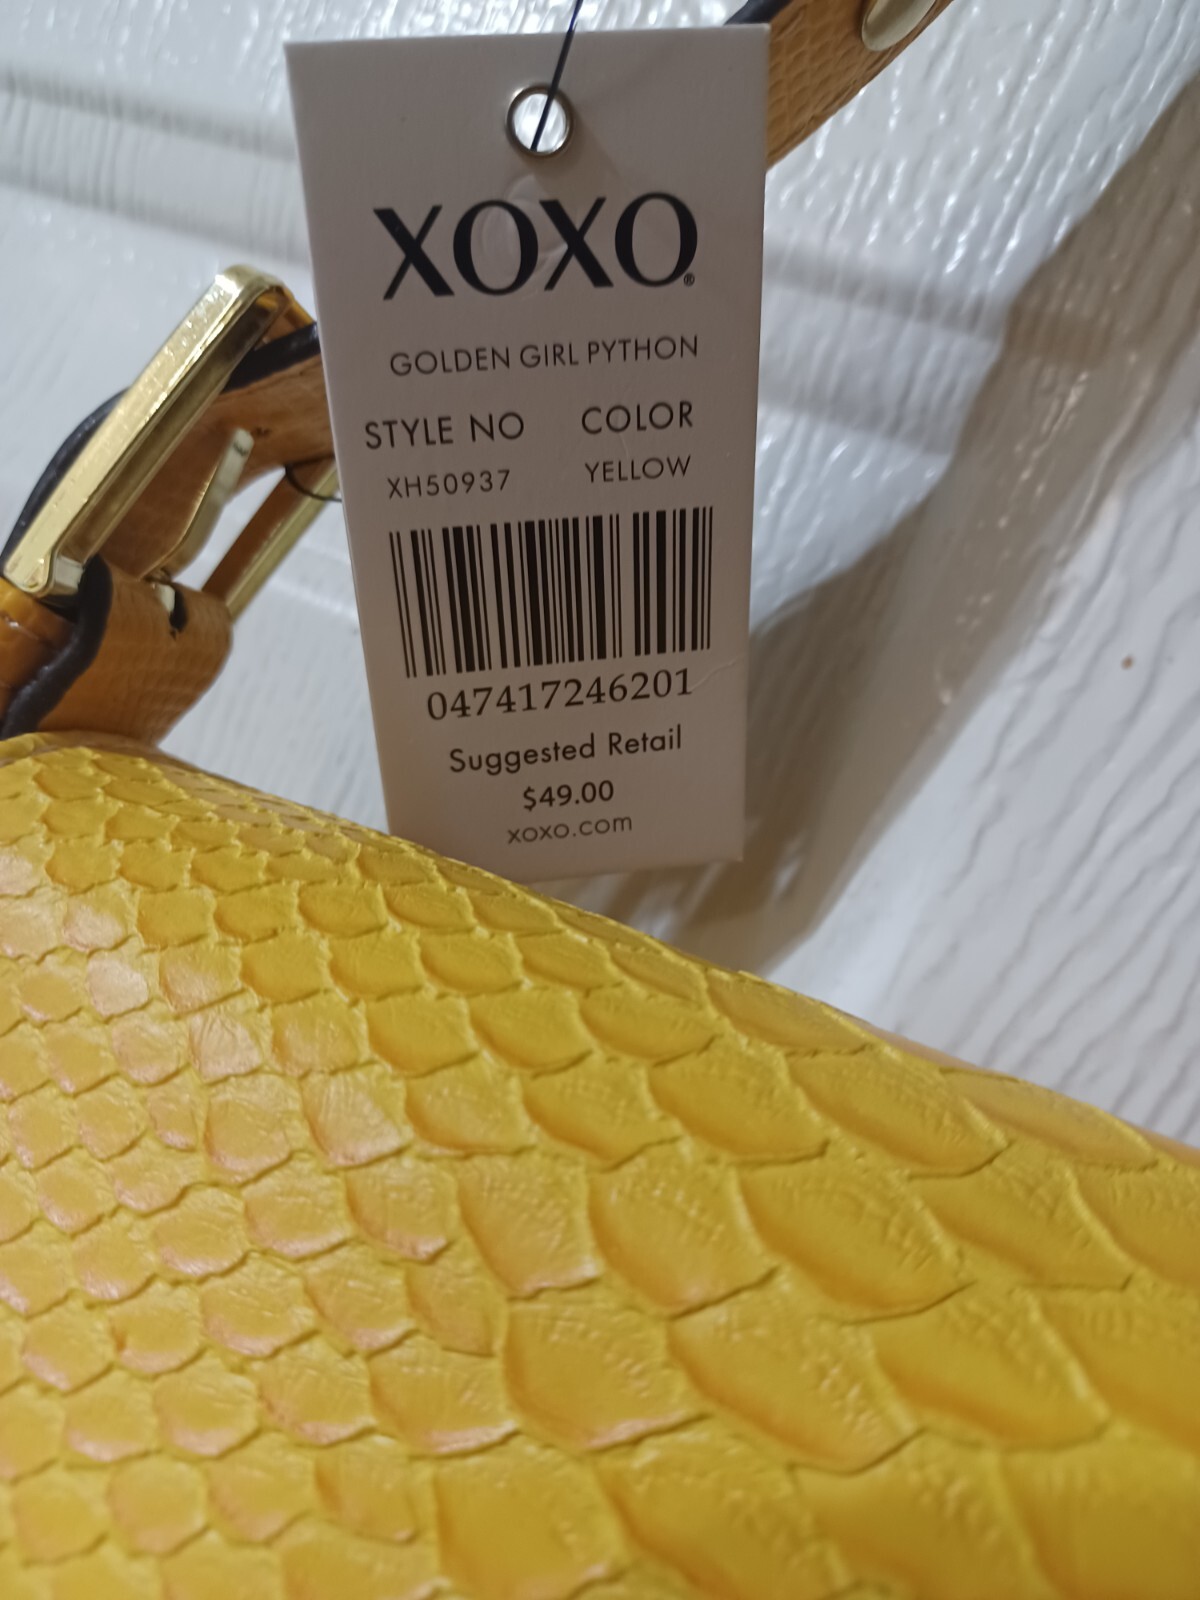 XOXO®
GOLDEN GIRL PYTHON
STYLE NO COLOR
XH50937 YELLOW
047417246201
Suggested Retail
$49.00
xoxo.com